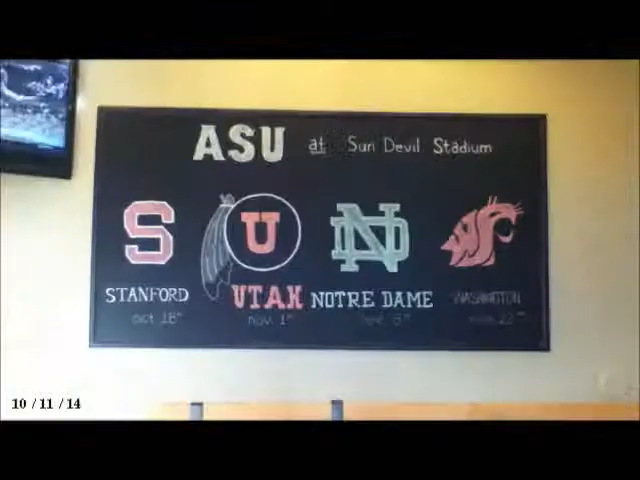 ASU at Sun Devil Stadium
S U ND
STANFORD UTAH NOTRE DAME WASHINGTON
oct 18th nov. 1st
10 / 11 / 14